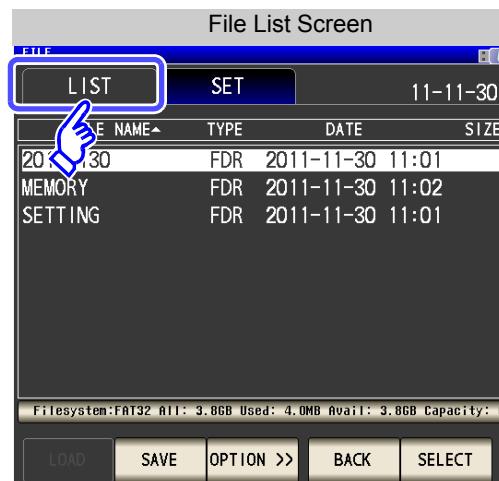 File List Screen
FILE
LIST SET 11-11-30
E NAME▲ TYPE DATE SIZE
20 130 FDR 2011-11-30 11:01
MEMORY FDR 2011-11-30 11:02
SETTING FDR 2011-11-30 11:01
Filesystem:FAT32 All: 3.8GB Used: 4.0MB Avail: 3.8GB Capacity:
LOAD SAVE OPTION >> BACK SELECT